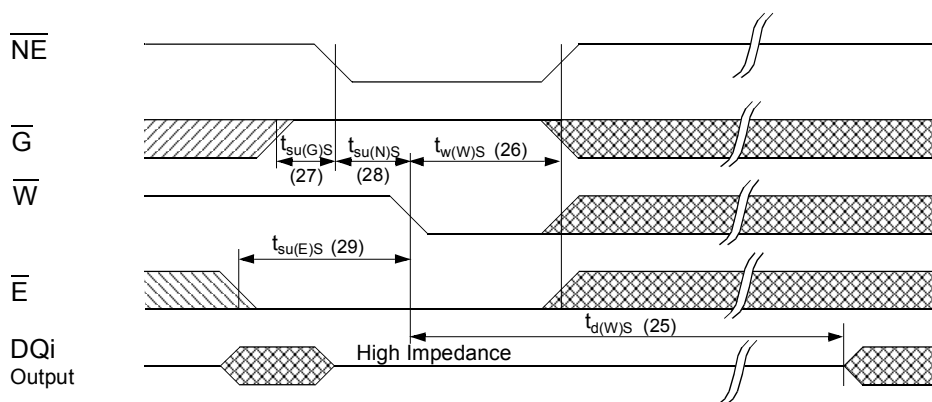 NE
G
tsu(G)S tsu(N)S tw(W)S (26)
(27) (28)
W
tsu(E)S (29)
E
td(W)S (25)
DQi High Impedance
Output